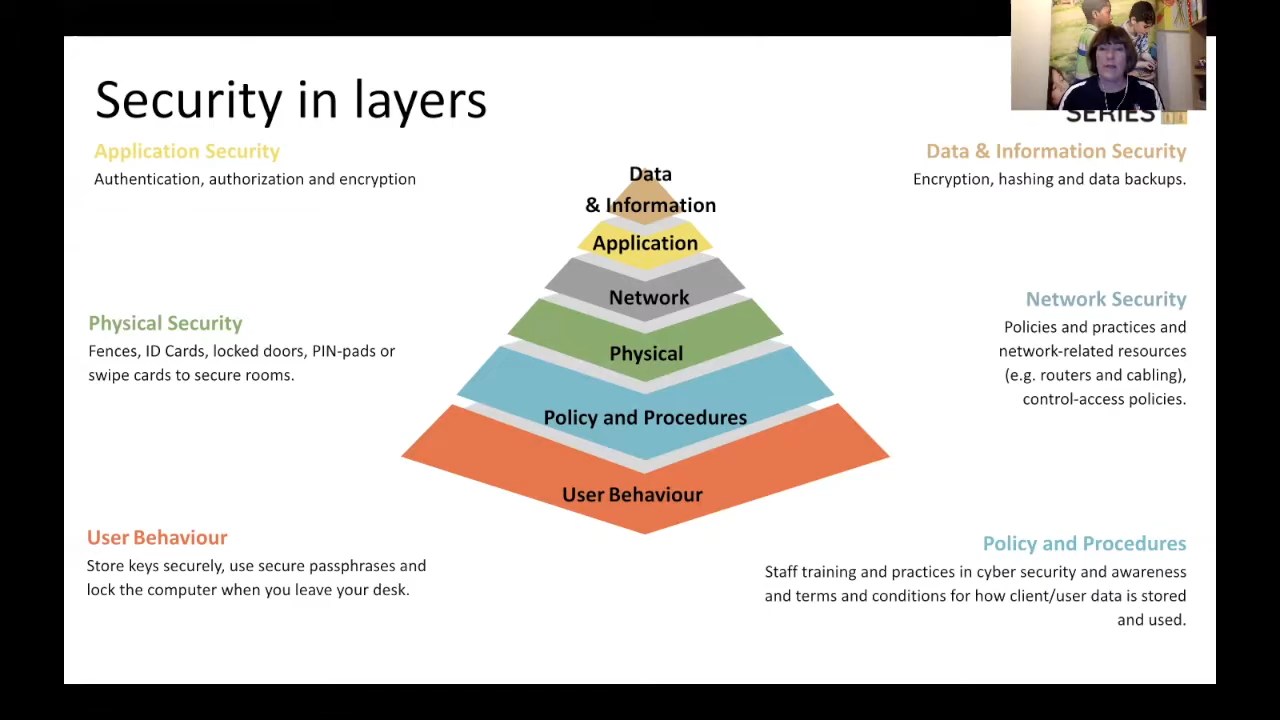 Security in layers
SERIES
Application Security
Authentication, authorization and encryption
Data & Information Security
Encryption, hashing and data backups.
Data
& Information
Application
Network
Physical
Policy and Procedures
User Behaviour
Physical Security
Fences, ID Cards, locked doors, PIN-pads or
swipe cards to secure rooms.
Network Security
Policies and practices and
network-related resources
(e.g. routers and cabling),
control-access policies.
User Behaviour
Store keys securely, use secure passphrases and
lock the computer when you leave your desk.
Policy and Procedures
Staff training and practices in cyber security and awareness
and terms and conditions for how client/user data is stored
and used.